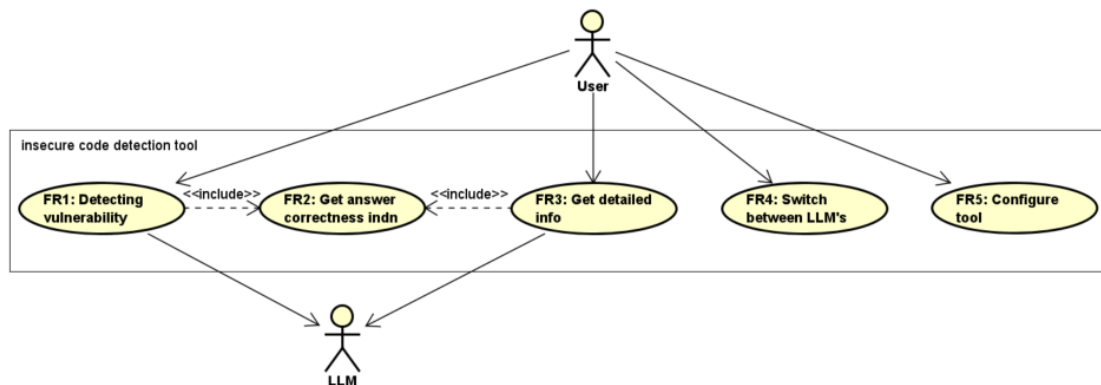 User
insecure code detection tool
FR1: Detecting
vulnerability
<<include>>
FR2: Get answer
correctness indn
<<include>>
FR3: Get detailed
info
FR4: Switch
between LLM's
FR5: Configure
tool
LLM